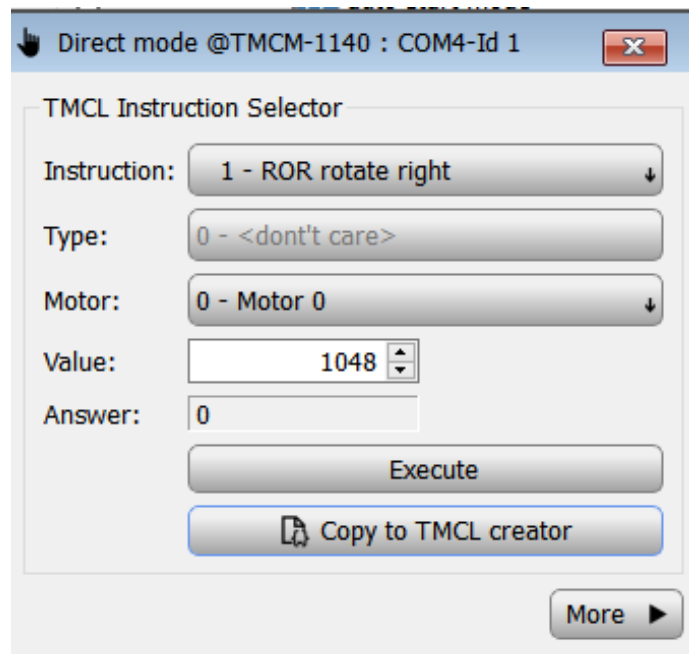 Direct mode @TMCM-1140 : COM4-Id 1
TMCL Instruction Selector
Instruction: 1 - ROR rotate right
Type: 0 - <dont't care>
Motor: 0 - Motor 0
Value: 1048
Answer: 0
Execute
Copy to TMCL creator
More